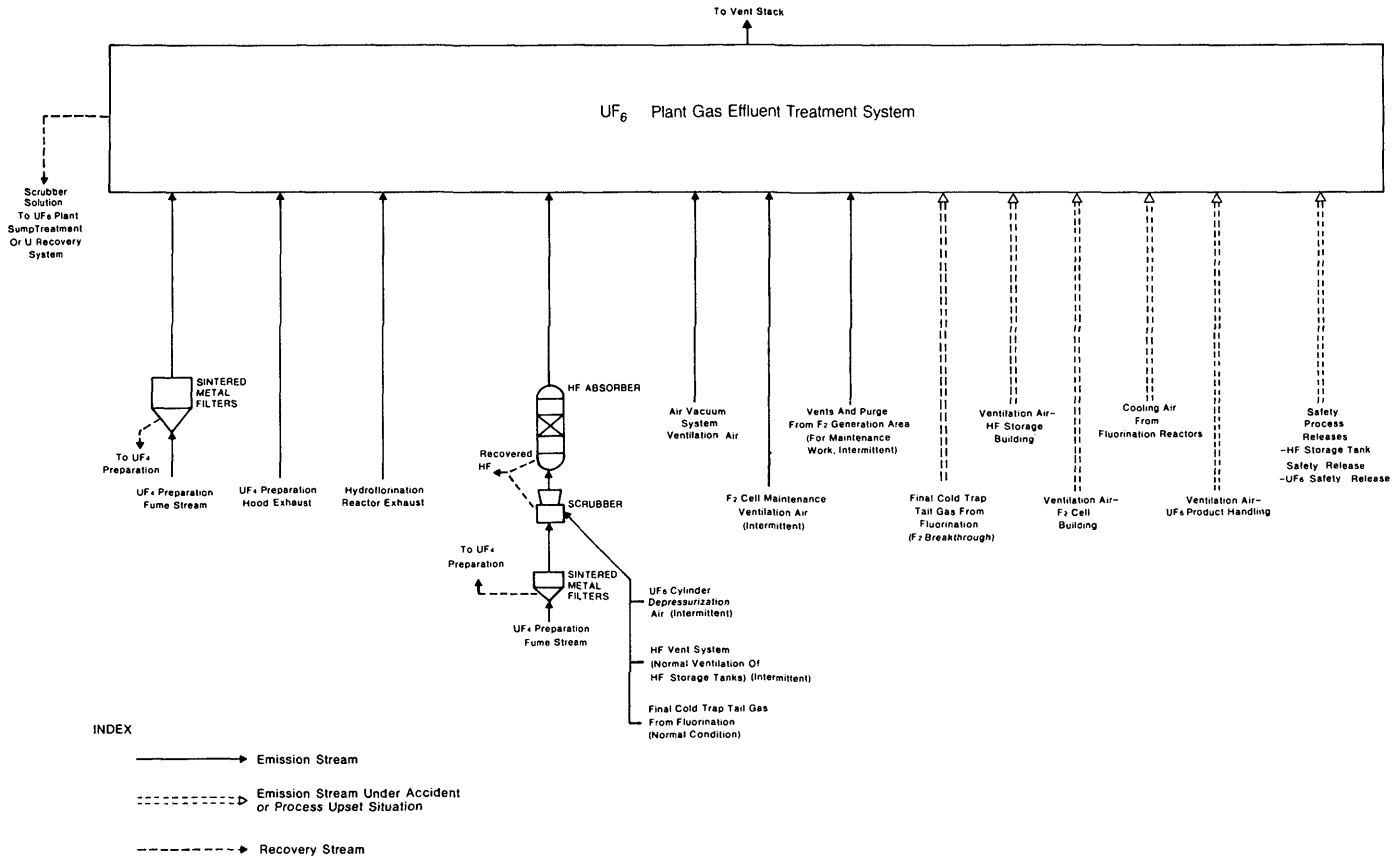 To Vent Stack
UF6 Plant Gas Effluent Treatment System
Scrubber
Solution
To UF6 Plant
SumpTreatment
Or U Recovery
System
SINTERED
METAL
FILTERS
To UF4
Preparation
UF4 Preparation
Fume Stream
UF4 Preparation
Hood Exhaust
Hydroflorination
Reactor Exhaust
HF ABSORBER
Recovered
HF
SCRUBBER
To UF4
Preparation
SINTERED
METAL
FILTERS
UF4 Preparation
Fume Stream
UF6 Cylinder
Depressurization
Air (Intermittent)
HF Vent System
(Normal Ventilation Of
HF Storage Tanks) (Intermittent)
Final Cold Trap Tail Gas
From Fluorination
(Normal Condition)
Air Vacuum
System
Ventilation Air
F2 Cell Maintenance
Ventilation Air
(Intermittent)
Vents And Purge
From F2 Generation Area
(For Maintenance
Work, Intermittent)
Final Cold Trap
Tail Gas From
Fluorination
(F2 Breakthrough)
Ventilation Air–
HF Storage
Building
Ventilation Air–
F2 Cell
Building
Cooling Air
From
Fluorination Reactors
Ventilation Air–
UF6 Product Handling
Safety
Process
Releases
-HF Storage Tank
Safety Release
-UF6 Safety Release
INDEX
Emission Stream
Emission Stream Under Accident
or Process Upset Situation
Recovery Stream